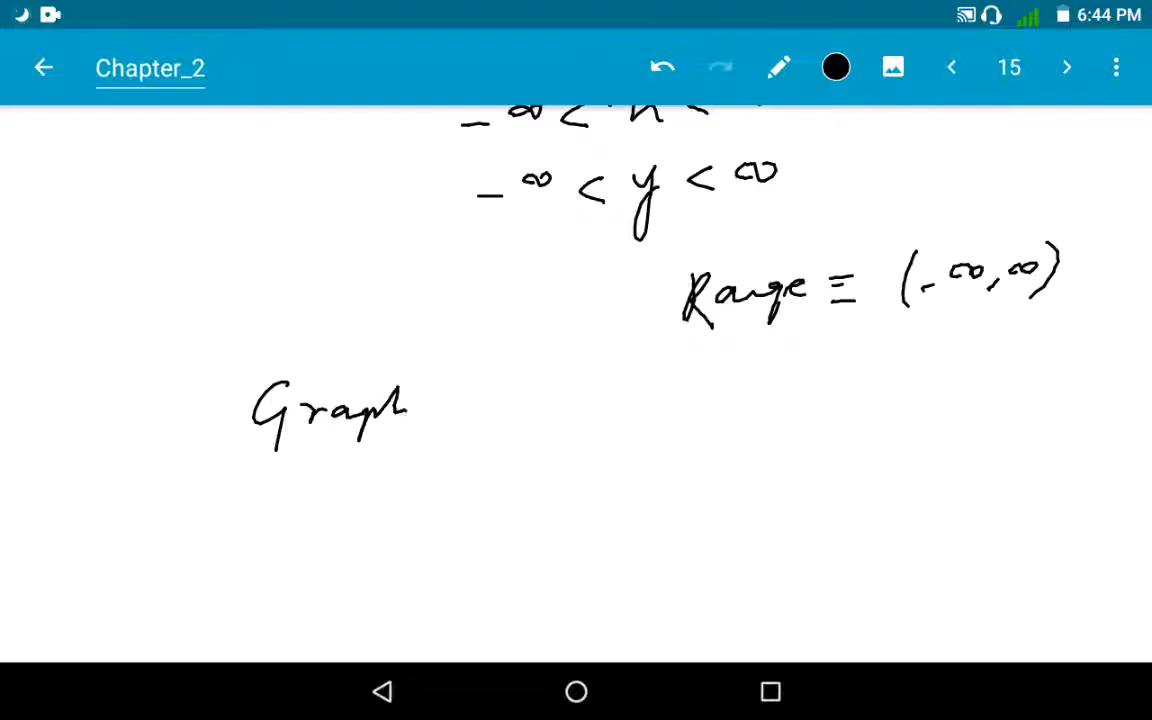 6:44 PM
Chapter_2
15
- ∞ <
- ∞ < y < ∞
Range ≡ (-∞, ∞)
Graph